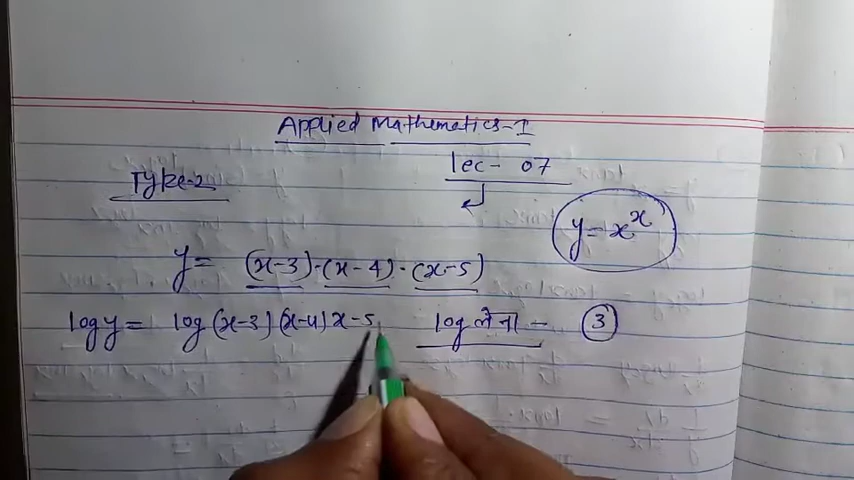 Applied Mathematics-I
lec- 07
Type-2
y=x^x
y= (x-3)·(x-4)·(x-5)
log y= log(x-3)(x-4)x-5 log लेना - 3